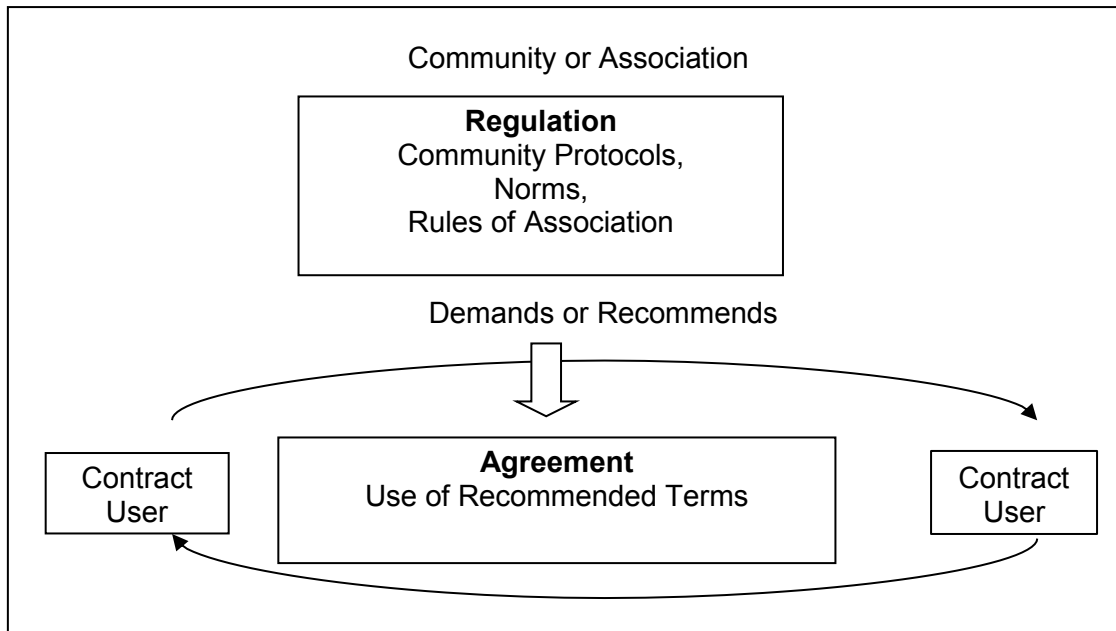 Community or Association
Regulation
Community Protocols,
Norms,
Rules of Association
Demands or Recommends
Contract
User
Agreement
Use of Recommended Terms
Contract
User